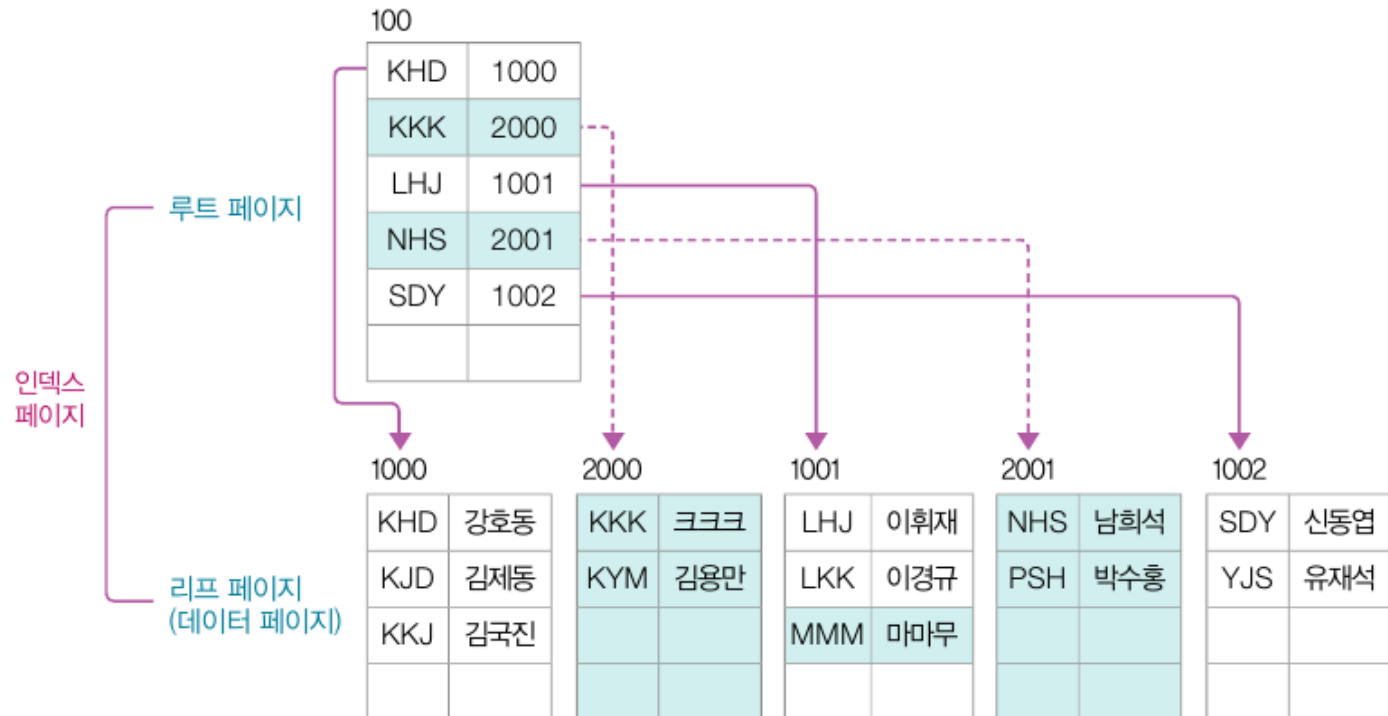 100
KHD 1000
KKK 2000
LHJ 1001
NHS 2001
SDY 1002
루트 페이지
인덱스
페이지
리프 페이지
(데이터 페이지)
1000
KHD 강호동
KJD 김제동
KKJ 김국진
2000
KKK 크크크
KYM 김용만
1001
LHJ 이휘재
LKK 이경규
MMM 마마무
2001
NHS 남희석
PSH 박수홍
1002
SDY 신동엽
YJS 유재석